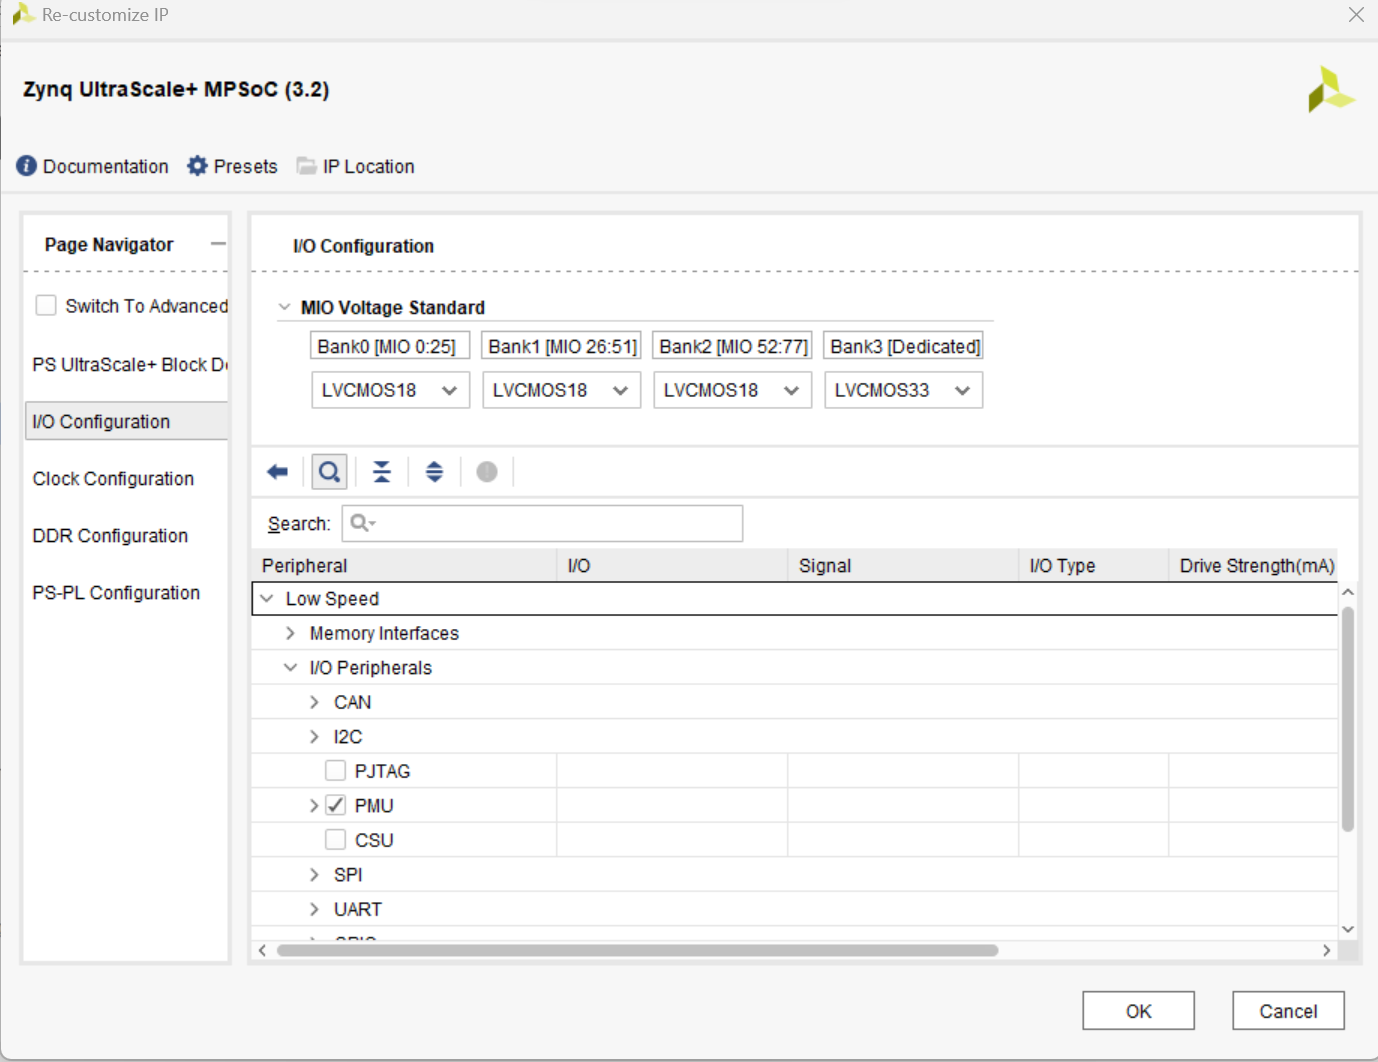 Re-customize IP
Zynq UltraScale+ MPSoC (3.2)
Documentation Presets IP Location
Page Navigator
Switch To Advanced
PS UltraScale+ Block
I/O Configuration
Clock Configuration
DDR Configuration
PS-PL Configuration
I/O Configuration
MIO Voltage Standard
Bank0 [MIO 0:25] Bank1 [MIO 26:51] Bank2 [MIO 52:77] Bank3 [Dedicated]
LVCMOS18 LVCMOS18 LVCMOS18 LVCMOS33
Search:
Peripheral I/O Signal I/O Type Drive Strength(mA)
Low Speed
Memory Interfaces
I/O Peripherals
CAN
I2C
PJTAG
PMU
CSU
SPI
UART
OK Cancel